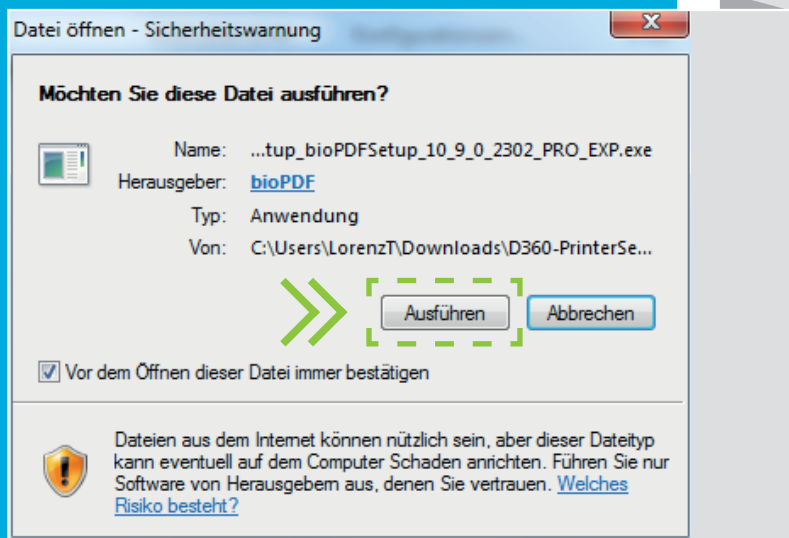 Datei öffnen - Sicherheitswarnung
X
Möchten Sie diese Datei ausführen?
Name: ...tup_bioPDFSetup_10_9_0_2302_PRO_EXP.exe
Herausgeber: bioPDF
Typ: Anwendung
Von: C:\Users\LorenzT\Downloads\D360-PrinterSe...
Ausführen Abbrechen
Vor dem Öffnen dieser Datei immer bestätigen
Dateien aus dem Internet können nützlich sein, aber dieser Dateityp
kann eventuell auf dem Computer Schaden anrichten. Führen Sie nur
Software von Herausgebern aus, denen Sie vertrauen. Welches
Risiko besteht?